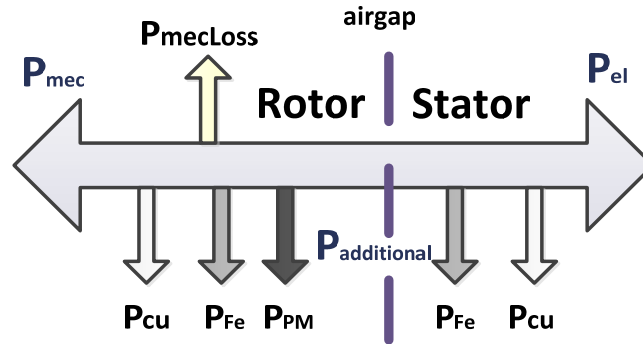 airgap
PmecLoss
Pmec
Pel
Rotor
Stator
Padditional
Pcu
PFe
PPM
PFe
Pcu